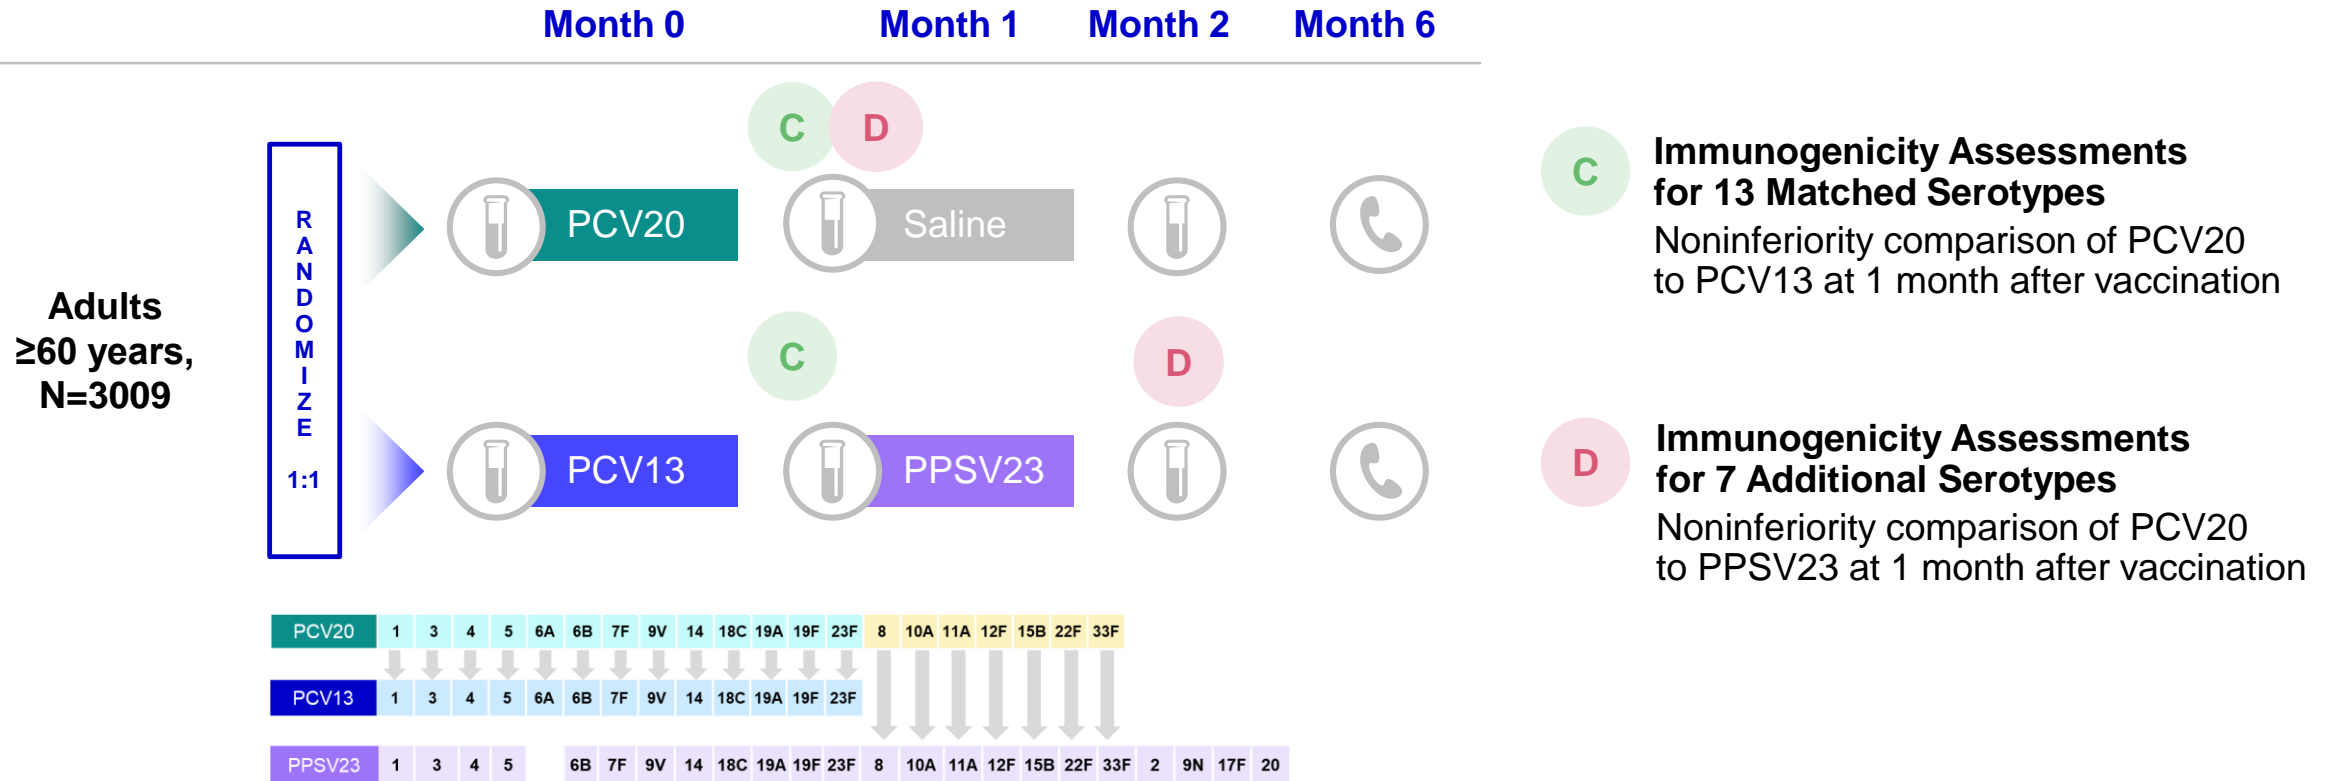 Month 0 Month 1 Month 2 Month 6
C D
PCV20 Saline
Adults
≥60 years,
N=3009
RANDOMIZE
1:1
C
D
PCV13 PPSV23
C
Immunogenicity Assessments
for 13 Matched Serotypes
Noninferiority comparison of PCV20
to PCV13 at 1 month after vaccination
D
Immunogenicity Assessments
for 7 Additional Serotypes
Noninferiority comparison of PCV20
to PPSV23 at 1 month after vaccination
PCV20 1 3 4 5 6A 6B 7F 9V 14 18C 19A 19F 23F 8 10A 11A 12F 15B 22F 33F
PCV13 1 3 4 5 6A 6B 7F 9V 14 18C 19A 19F 23F
PPSV23 1 3 4 5 6B 7F 9V 14 18C 19A 19F 23F 8 10A 11A 12F 15B 22F 33F 2 9N 17F 20